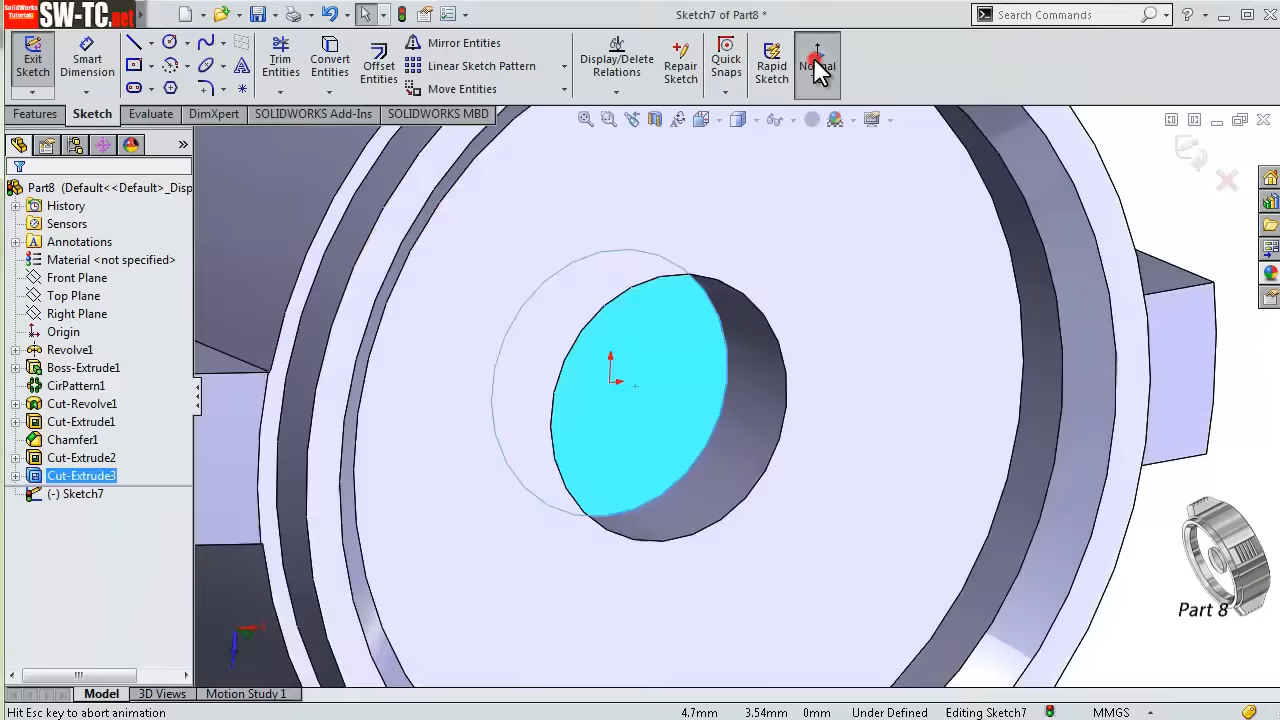 SolidWorks
Tutorials
SW-TC.net
Sketch7 of Part8 *
Search Commands
?
Exit
Sketch
Smart
Dimension
Trim
Entities
Convert
Entities
Offset
Entities
Mirror Entities
Linear Sketch Pattern
Move Entities
Display/Delete
Relations
Repair
Sketch
Quick
Snaps
Rapid
Sketch
Features
Sketch
Evaluate
DimXpert
SOLIDWORKS Add-Ins
SOLIDWORKS MBD
Part8 (Default<<Default>_Disp
History
Sensors
Annotations
Material <not specified>
Front Plane
Top Plane
Right Plane
Origin
Revolve1
Boss-Extrude1
CirPattern1
Cut-Revolve1
Cut-Extrude1
Chamfer1
Cut-Extrude2
Cut-Extrude3
(-) Sketch7
Part 8
Model
3D Views
Motion Study 1
Hit Esc key to abort animation
4.7mm
3.54mm
0mm
Under Defined
Editing Sketch7
MMGS